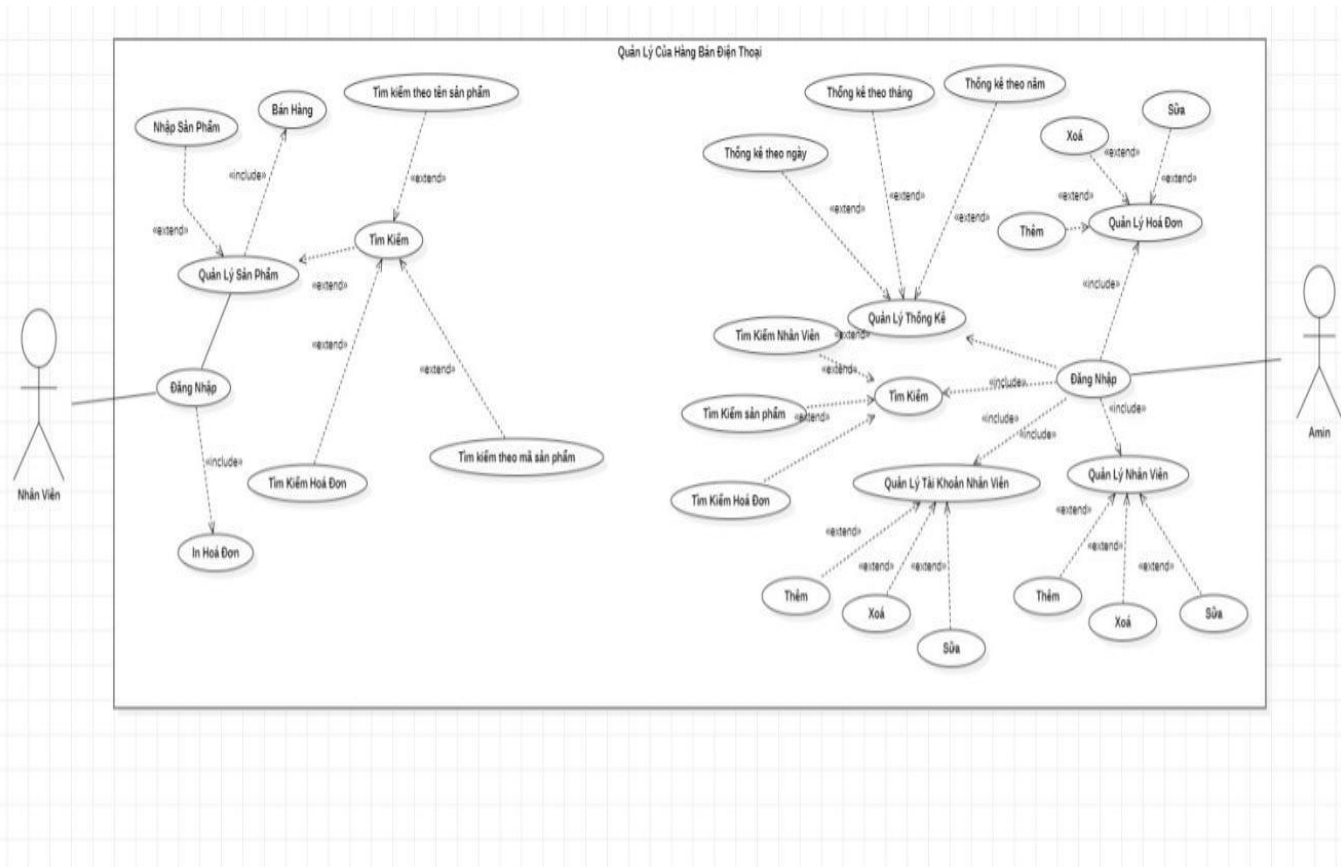 Quản Lý Của Hàng Bán Điện Thoại
Nhập Sản Phẩm
Bán Hàng
Tìm kiếm theo tên sản phẩm
«include»
«extend»
«extend»
Tìm Kiếm
Quản Lý Sản Phẩm
«extend»
«extend»
«extend»
Đăng Nhập
«include»
Tìm Kiếm Hoá Đơn
Tìm kiếm theo mã sản phẩm
In Hoá Đơn
Nhân Viên
Thống kê theo tháng
Thống kê theo năm
Thống kê theo ngày
«extend»
«extend»
«extend»
Xoá
Sửa
«extend»
«extend»
«extend»
Thêm
Quản Lý Hoá Đơn
«include»
Quản Lý Thống Kê
Tìm Kiếm Nhân Viên
«extend»
«extend»
Tìm Kiếm
Tìm Kiếm sản phẩm
«extend»
Tìm Kiếm Hoá Đơn
Đăng Nhập
«include»
«include»
«include»
«include»
Quản Lý Tài Khoản Nhân Viên
Quản Lý Nhân Viên
«extend»
«extend»
«extend»
Thêm
Xoá
Sửa
«extend»
«extend»
«extend»
Thêm
Xoá
Sửa
Amin